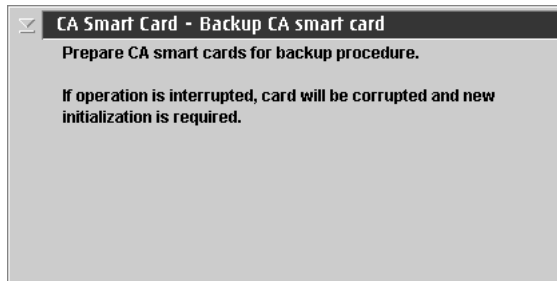 CA Smart Card - Backup CA smart card
Prepare CA smart cards for backup procedure.
If operation is interrupted, card will be corrupted and new
initialization is required.